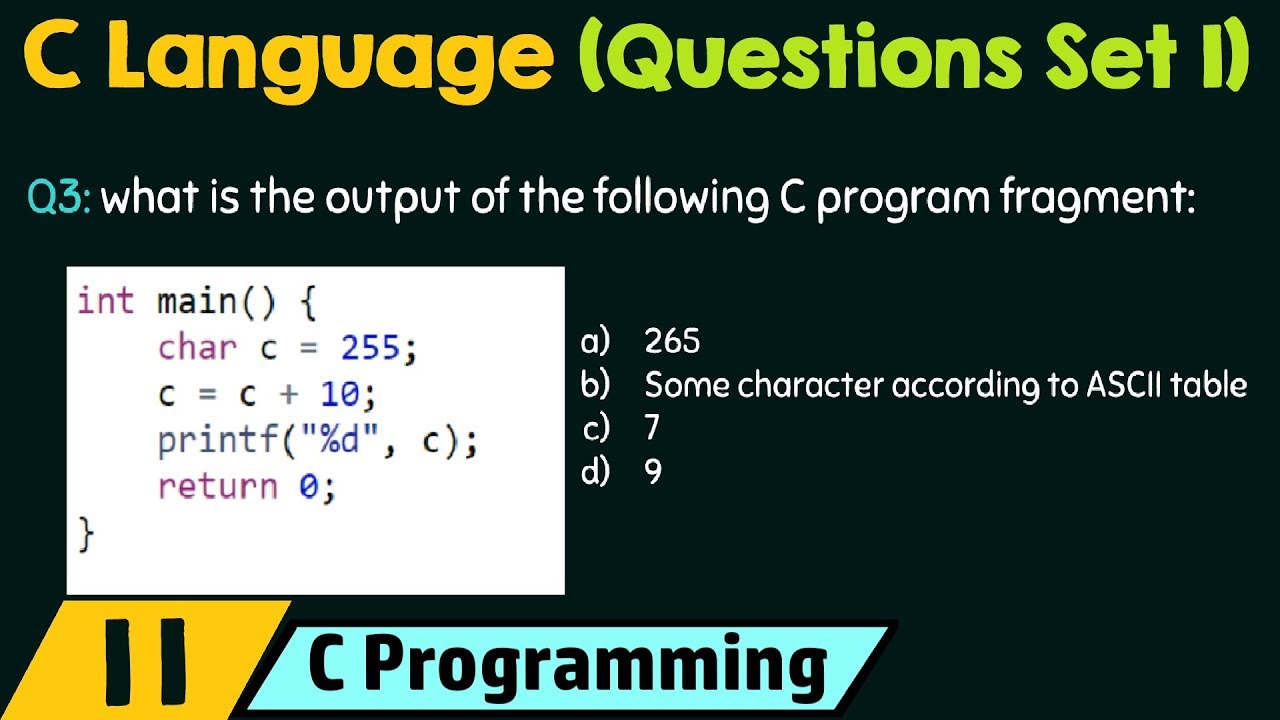 C Language (Questions Set 1)
Q3: what is the output of the following C program fragment:
int main() {
    char c = 255;
    c = c + 10;
    printf("%d", c);
    return 0;
}
a) 265
b) Some character according to ASCII table
c) 7
d) 9
11
C Programming